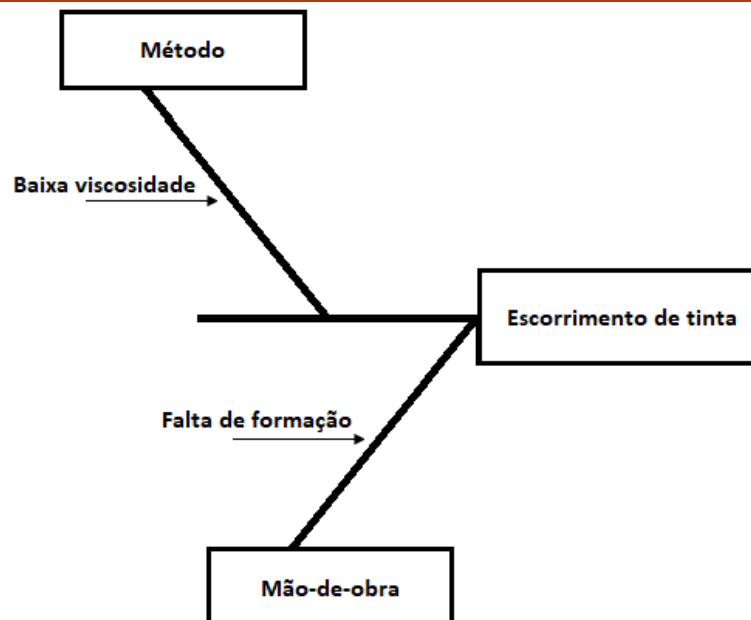 Método
Baixa viscosidade
Escorrimento de tinta
Falta de formação
Mão-de-obra